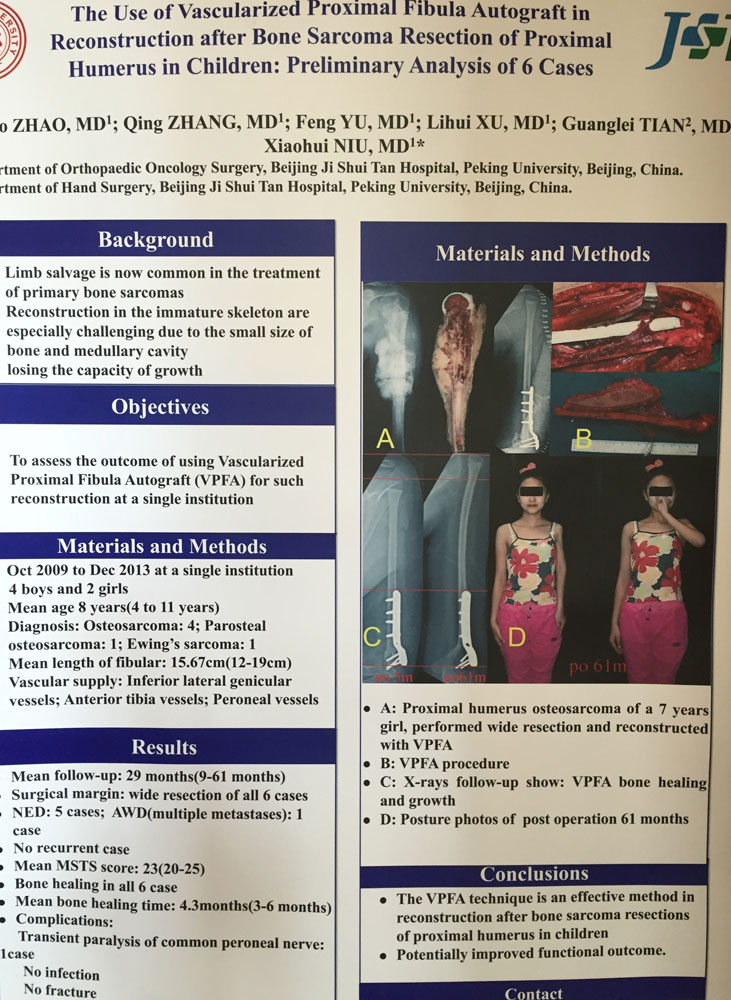 The Use of Vascularized Proximal Fibula Autograft in
Reconstruction after Bone Sarcoma Resection of Proximal
Humerus in Children: Preliminary Analysis of 6 Cases
ZHAO, MD¹; Qing ZHANG, MD¹; Feng YU, MD¹; Lihui XU, MD¹; Guanglei TIAN², MD
Xiaohui NIU, MD¹*
rtment of Orthopaedic Oncology Surgery, Beijing Ji Shui Tan Hospital, Peking University, Beijing, China.
rtment of Hand Surgery, Beijing Ji Shui Tan Hospital, Peking University, Beijing, China.
Background
Limb salvage is now common in the treatment
of primary bone sarcomas
Reconstruction in the immature skeleton are
especially challenging due to the small size of
bone and medullary cavity
losing the capacity of growth
Objectives
To assess the outcome of using Vascularized
Proximal Fibula Autograft (VPFA) for such
reconstruction at a single institution
Materials and Methods
Oct 2009 to Dec 2013 at a single institution
4 boys and 2 girls
Mean age 8 years(4 to 11 years)
Diagnosis: Osteosarcoma: 4; Parosteal
osteosarcoma: 1; Ewing's sarcoma: 1
Mean length of fibular: 15.67cm(12-19cm)
Vascular supply: Inferior lateral genicular
vessels; Anterior tibia vessels; Peroneal vessels
Results
Mean follow-up: 29 months(9-61 months)
Surgical margin: wide resection of all 6 cases
NED: 5 cases; AWD(multiple metastases): 1
case
No recurrent case
Mean MSTS score: 23(20-25)
Bone healing in all 6 case
Mean bone healing time: 4.3months(3-6 months)
● Complications:
Transient paralysis of common peroneal nerve:
1case
No infection
No fracture
Materials and Methods
A
B
C
D
po 61m
po61m
● A: Proximal humerus osteosarcoma of a 7 years
girl, performed wide resection and reconstructed
with VPFA
● B: VPFA procedure
● C: X-rays follow-up show: VPFA bone healing
and growth
● D: Posture photos of post operation 61 months
Conclusions
● The VPFA technique is an effective method in
reconstruction after bone sarcoma resections
of proximal humerus in children
● Potentially improved functional outcome.
Contact